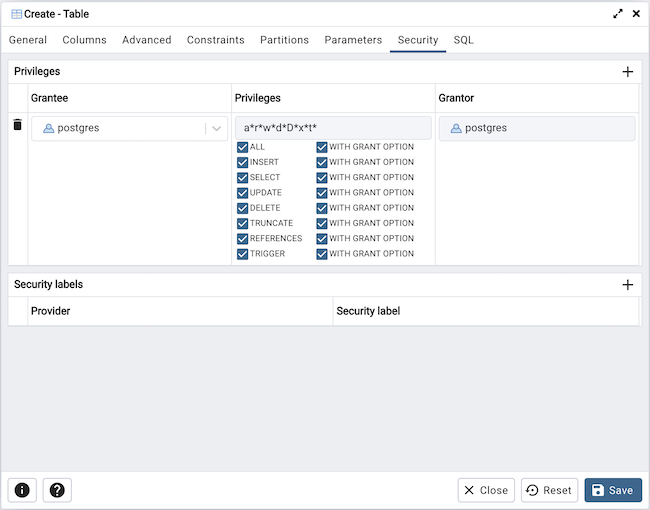 Create - Table
General Columns Advanced Constraints Partitions Parameters Security SQL
Privileges
Grantee Privileges Grantor
postgres a*r*w*d*D*x*t* postgres
ALL WITH GRANT OPTION
INSERT WITH GRANT OPTION
SELECT WITH GRANT OPTION
UPDATE WITH GRANT OPTION
DELETE WITH GRANT OPTION
TRUNCATE WITH GRANT OPTION
REFERENCES WITH GRANT OPTION
TRIGGER WITH GRANT OPTION
Security labels
Provider Security label
Close Reset Save